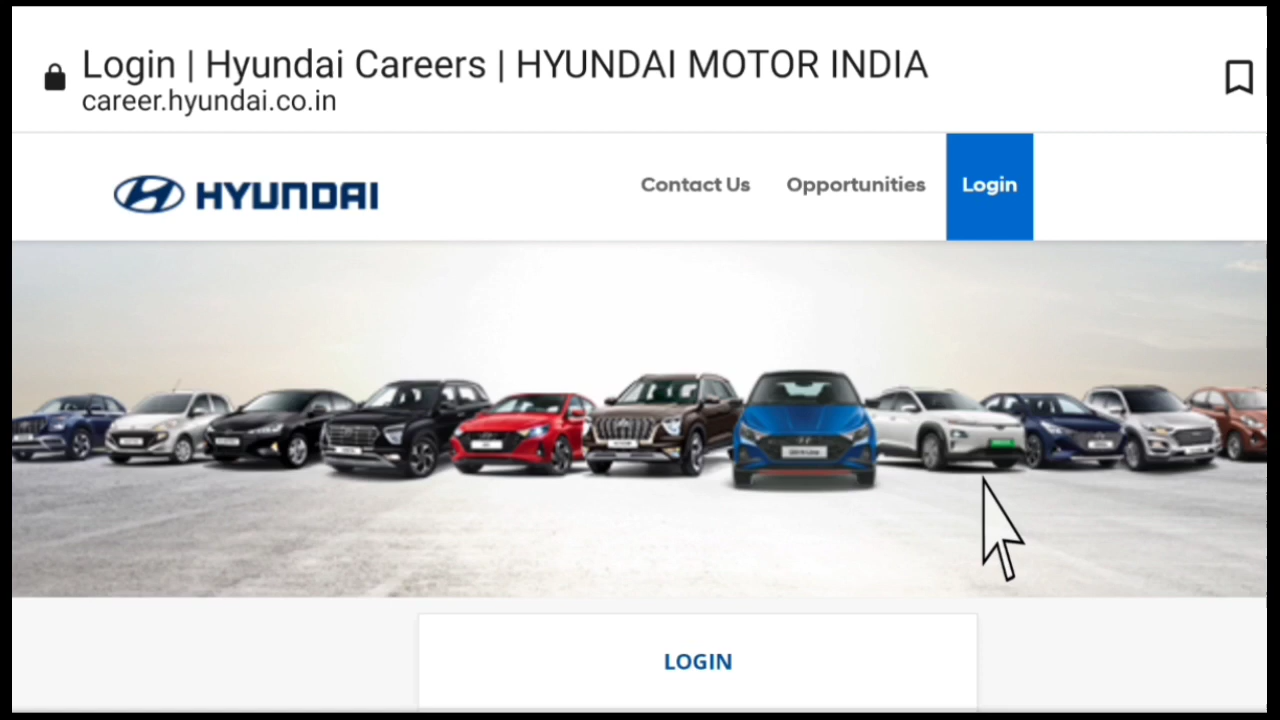 Login | Hyundai Careers | HYUNDAI MOTOR INDIA
career.hyundai.co.in
HYUNDAI
Contact Us
Opportunities
Login
LOGIN